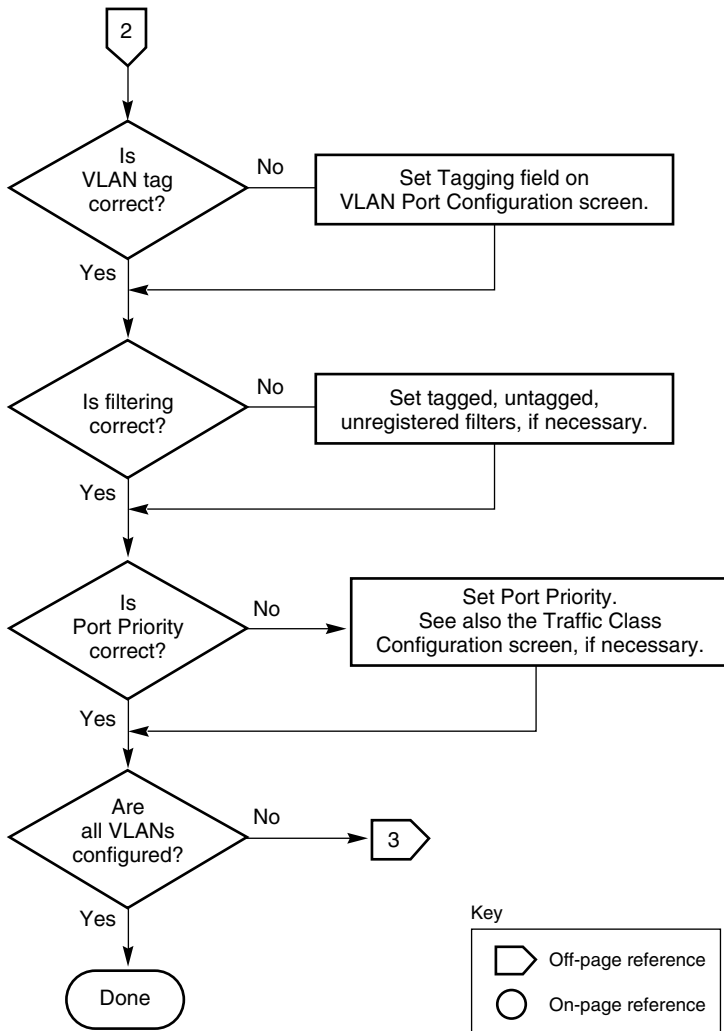 2
Is
VLAN tag
correct?
No
Set Tagging field on
VLAN Port Configuration screen.
Yes
Is filtering
correct?
No
Set tagged, untagged,
unregistered filters, if necessary.
Yes
Is
Port Priority
correct?
No
Set Port Priority.
See also the Traffic Class
Configuration screen, if necessary.
Yes
Are
all VLANs
configured?
No
3
Yes
Done
Key
Off-page reference
On-page reference